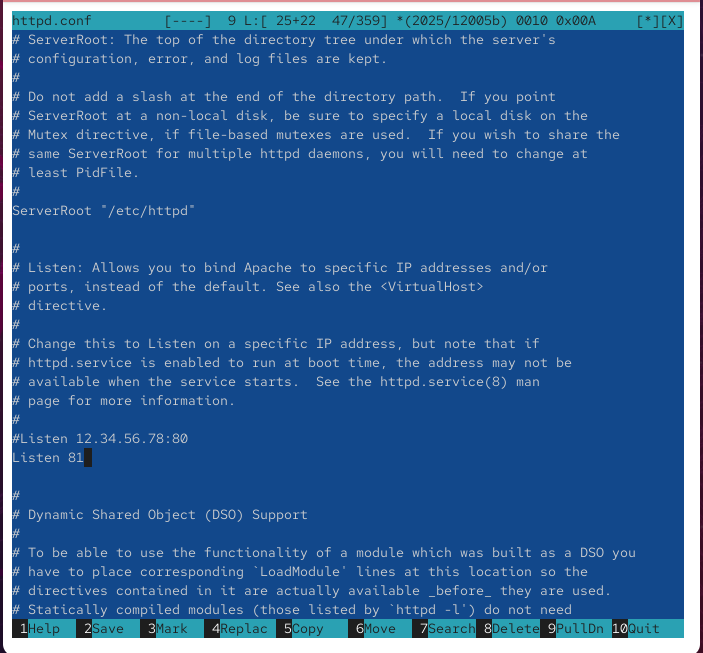 httpd.conf         [----]  9 L:[ 25+22  47/359] *(2025/12005b) 0010 0x00A     [*][X]
# ServerRoot: The top of the directory tree under which the server's
# configuration, error, and log files are kept.
#
# Do not add a slash at the end of the directory path.  If you point
# ServerRoot at a non-local disk, be sure to specify a local disk on the
# Mutex directive, if file-based mutexes are used.  If you wish to share the
# same ServerRoot for multiple httpd daemons, you will need to change at
# least PidFile.
#
ServerRoot "/etc/httpd"

#
# Listen: Allows you to bind Apache to specific IP addresses and/or
# ports, instead of the default. See also the <VirtualHost>
# directive.
#
# Change this to Listen on a specific IP address, but note that if
# httpd.service is enabled to run at boot time, the address may not be
# available when the service starts.  See the httpd.service(8) man
# page for more information.
#
#Listen 12.34.56.78:80
Listen 81

#
# Dynamic Shared Object (DSO) Support
#
# To be able to use the functionality of a module which was built as a DSO you
# have to place corresponding `LoadModule' lines at this location so the
# directives contained in it are actually available _before_ they are used.
# Statically compiled modules (those listed by `httpd -l') do not need
1Help  2Save  3Mark  4Replac  5Copy  6Move  7Search  8Delete  9PullDn  10Quit